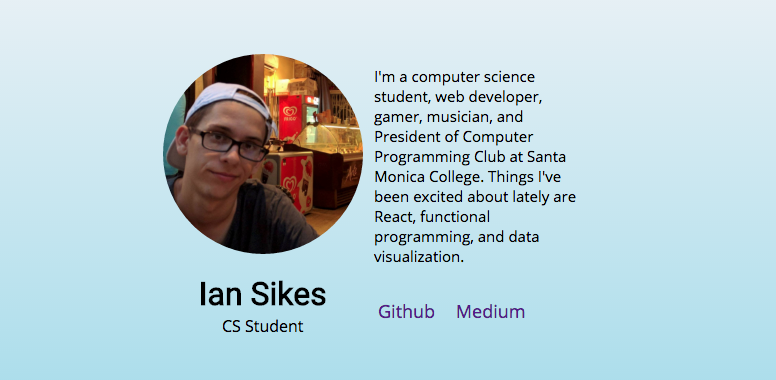 I'm a computer science
student, web developer,
gamer, musician, and
President of Computer
Programming Club at Santa
Monica College. Things I've
been excited about lately are
React, functional
programming, and data
visualization.
Ian Sikes
CS Student
Github Medium